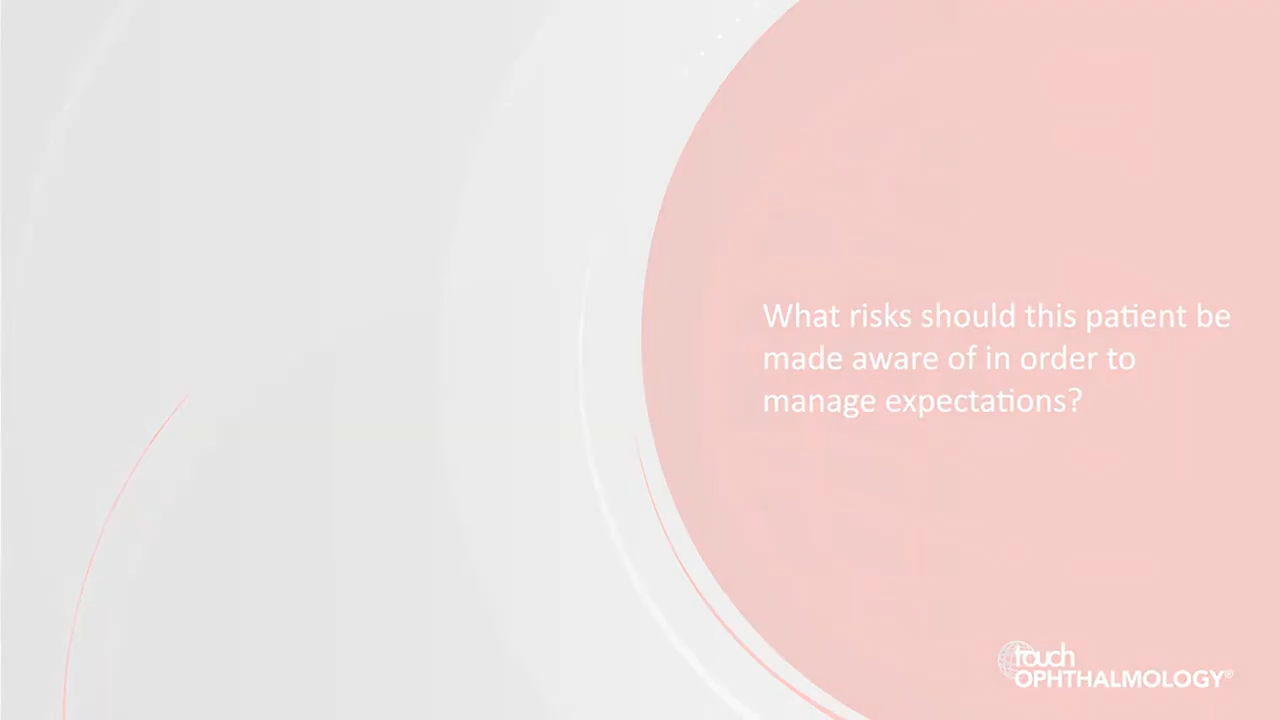 What risks should this patient be
made aware of in order to
manage expectations?
touch
OPHTHALMOLOGY®